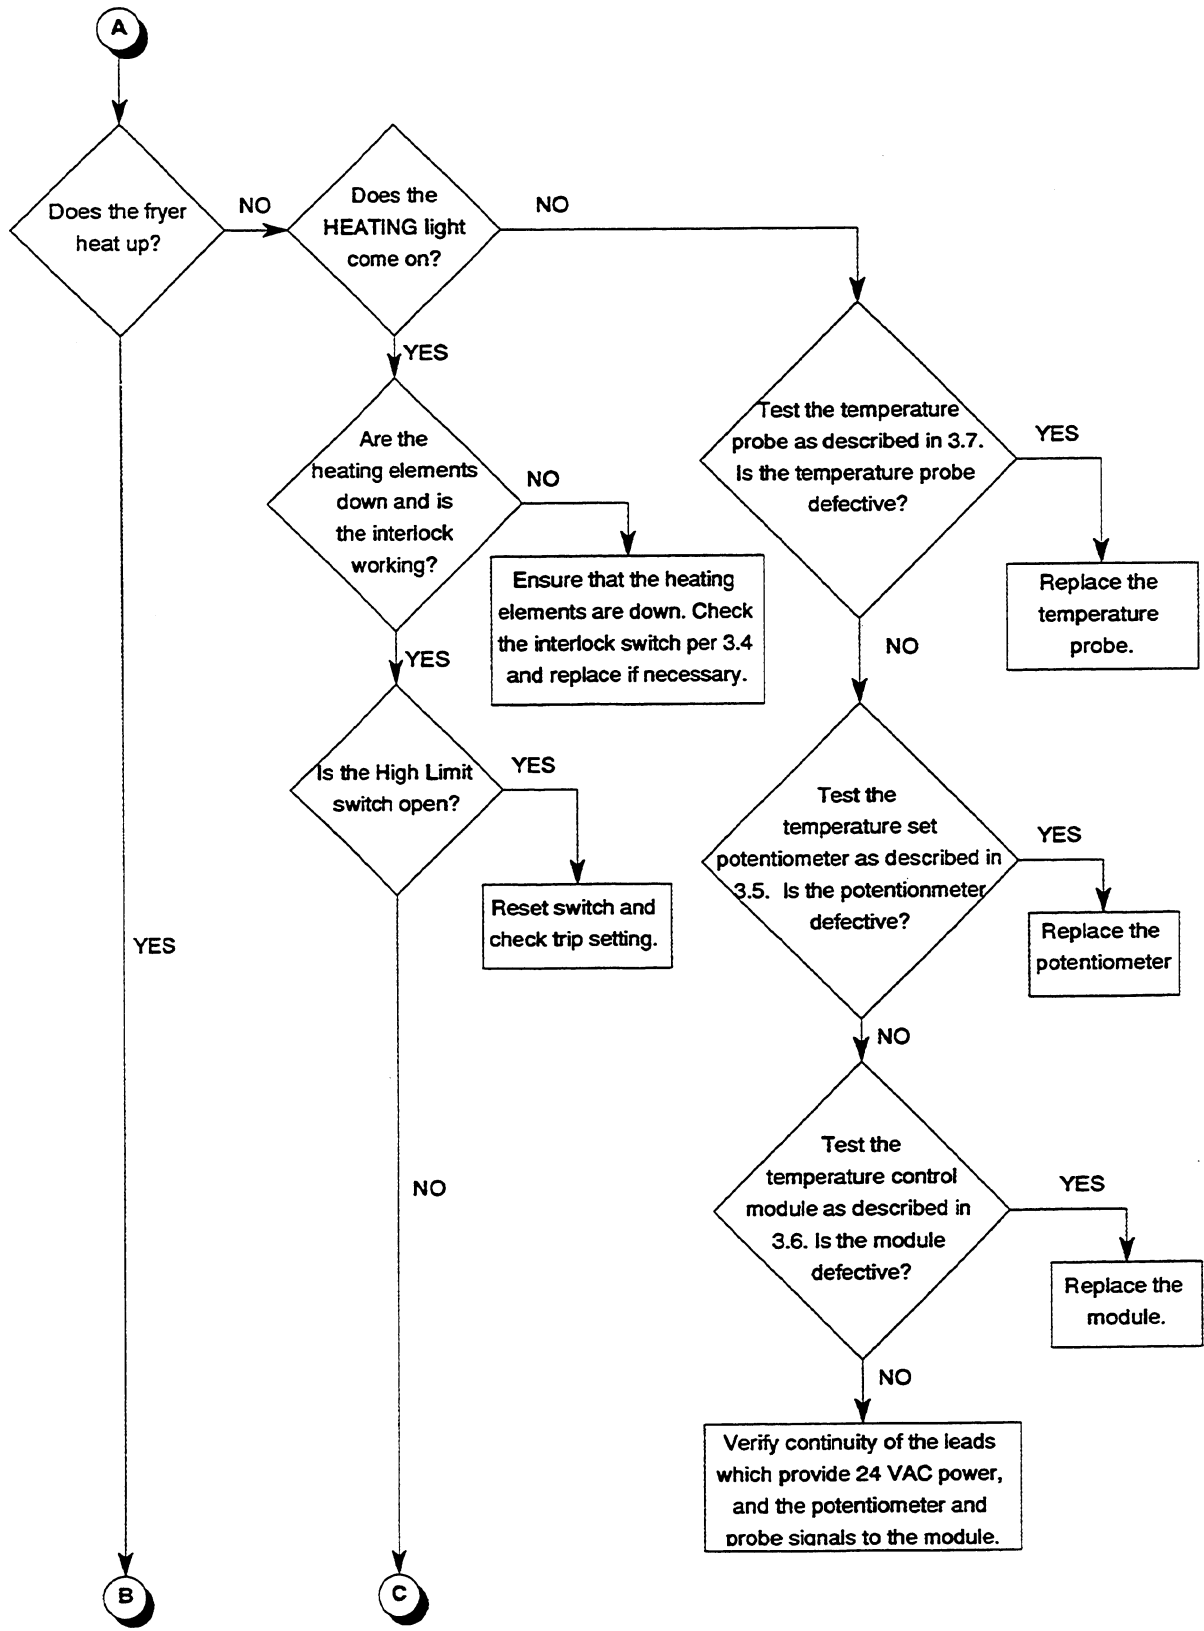 A
Does the fryer
heat up?
NO
Does the
HEATING light
come on?
NO
YES
Are the
heating elements
down and is
the interlock
working?
NO
Ensure that the heating
elements are down. Check
the interlock switch per 3.4
and replace if necessary.
YES
Is the High Limit
switch open?
YES
Reset switch and
check trip setting.
NO
YES
Test the temperature
probe as described in 3.7.
Is the temperature probe
defective?
YES
Replace the
temperature
probe.
NO
Test the
temperature set
potentiometer as described in
3.5. Is the potentionmeter
defective?
YES
Replace the
potentiometer
NO
Test the
temperature control
module as described in
3.6. Is the module
defective?
YES
Replace the
module.
NO
Verify continuity of the leads
which provide 24 VAC power,
and the potentiometer and
probe signals to the module.
B
C